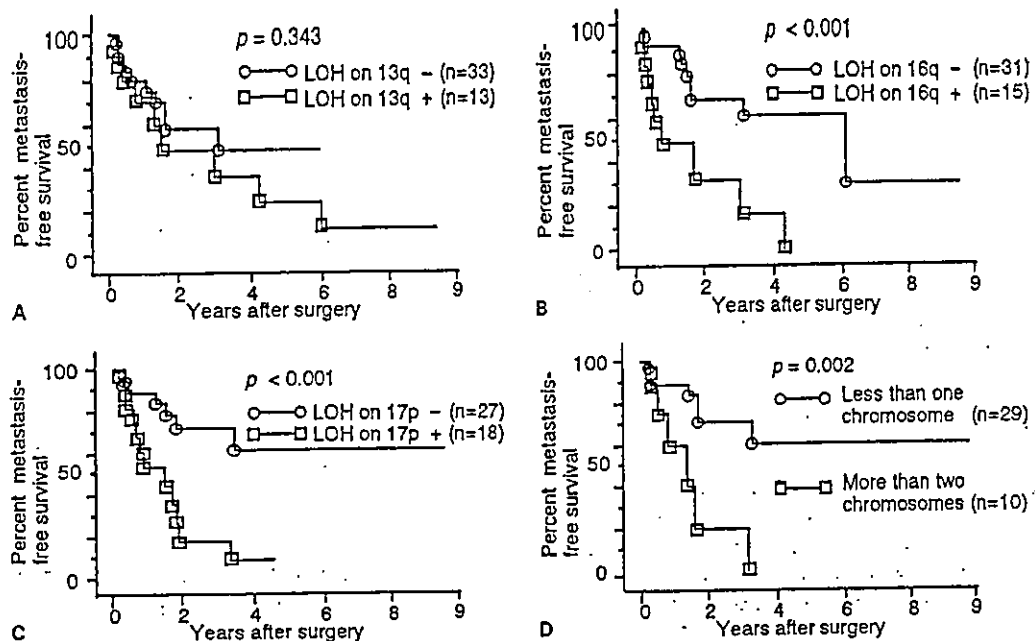 Percent metastasis-
free survival
100
50
0
p = 0.343
LOH on 13q − (n=33)
LOH on 13q + (n=13)
0 2 4 6 8 9
Years after surgery
A
Percent metastasis-
free survival
100
50
0
p < 0.001
LOH on 16q − (n=31)
LOH on 16q + (n=15)
0 2 4 6 8 9
Years after surgery
B
Percent metastasis-
free survival
100
50
0
p < 0.001
LOH on 17p − (n=27)
LOH on 17p + (n=18)
0 2 4 6 8 9
Years after surgery
C
Percent metastasis-
free survival
100
50
0
p = 0.002
Less than one
chromosome (n=29)
More than two
chromosomes (n=10)
0 2 4 6 8 9
Years after surgery
D